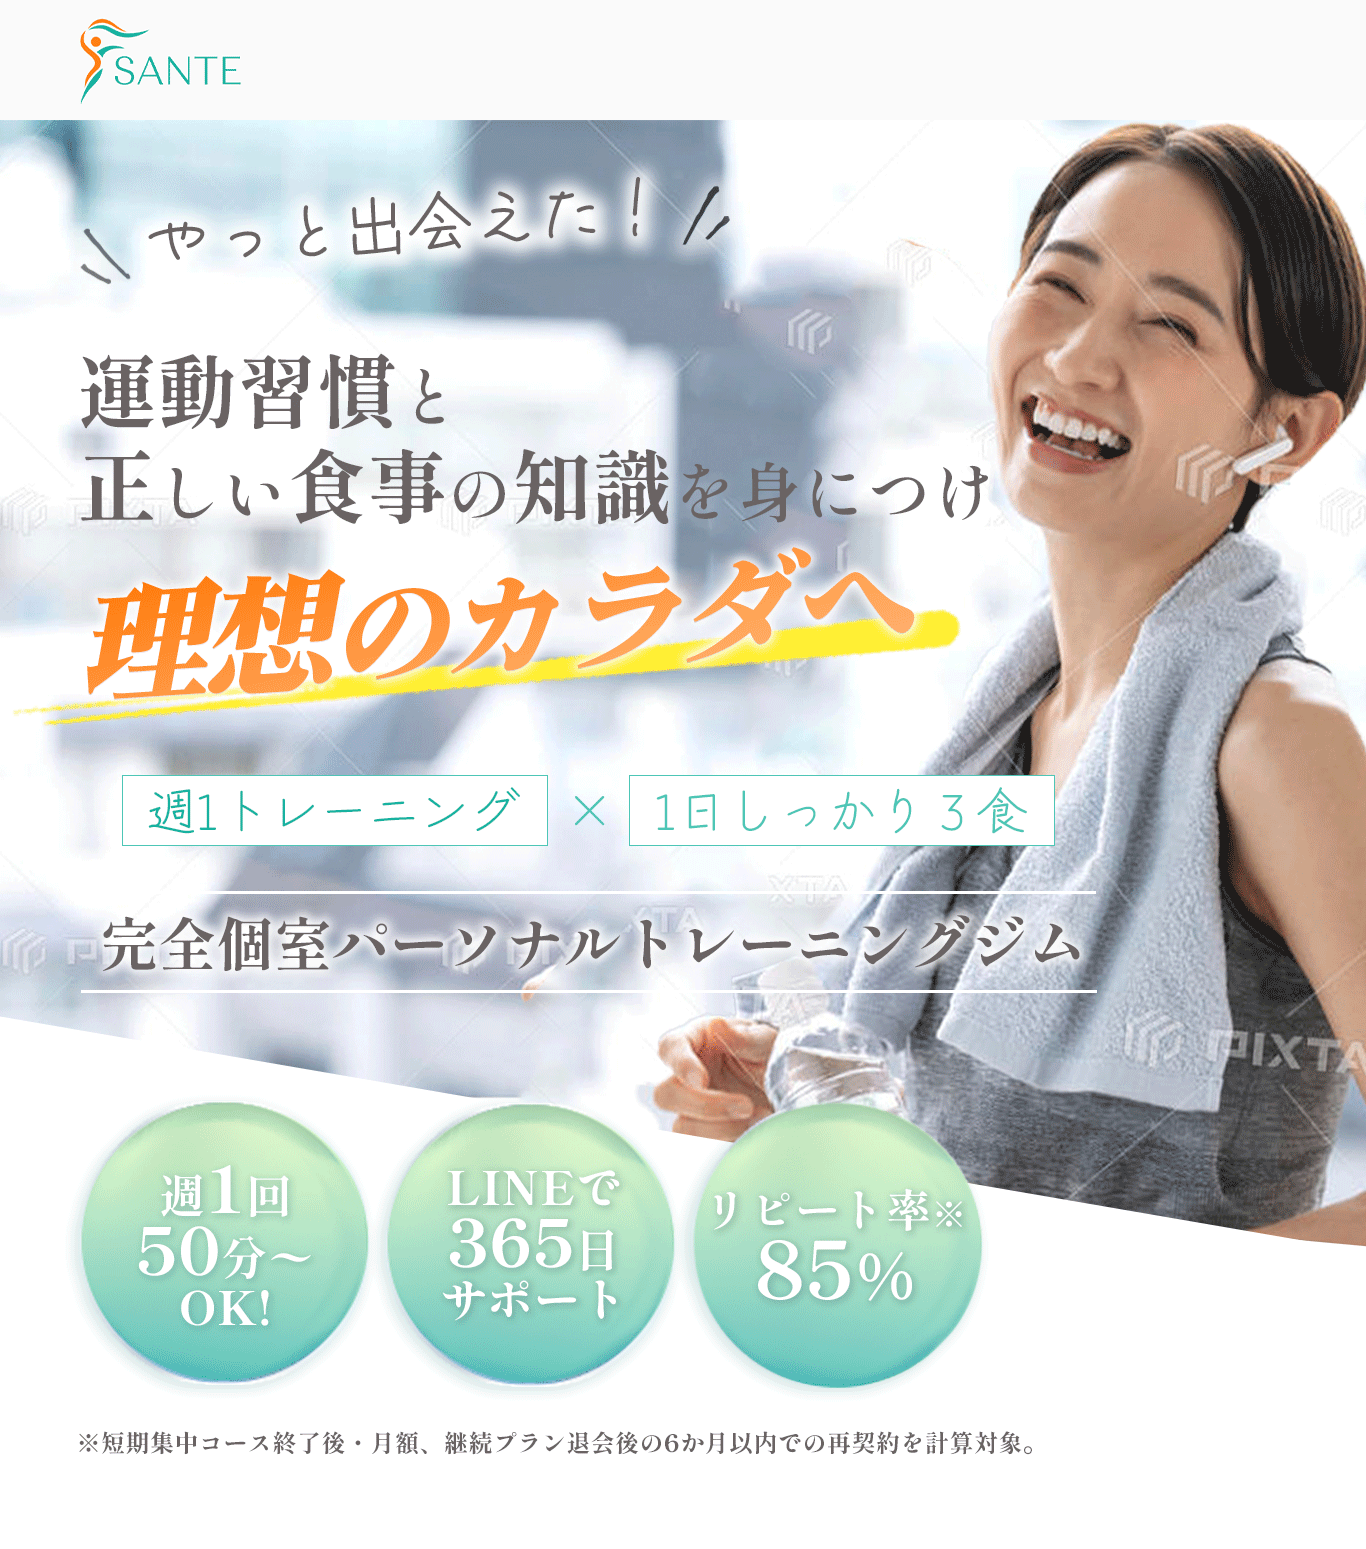 SANTE
やっと出会えた！
運動習慣と
正しい食事の知識を身につけ
理想のカラダへ
週1トレーニング × 1日しっかり３食
完全個室パーソナルトレーニングジム
PIXTA
週1回
50分〜
OK!
LINEで
365日
サポート
リピート率※
85%
※短期集中コース終了後・月額、継続プラン退会後の6か月以内での再契約を計算対象。